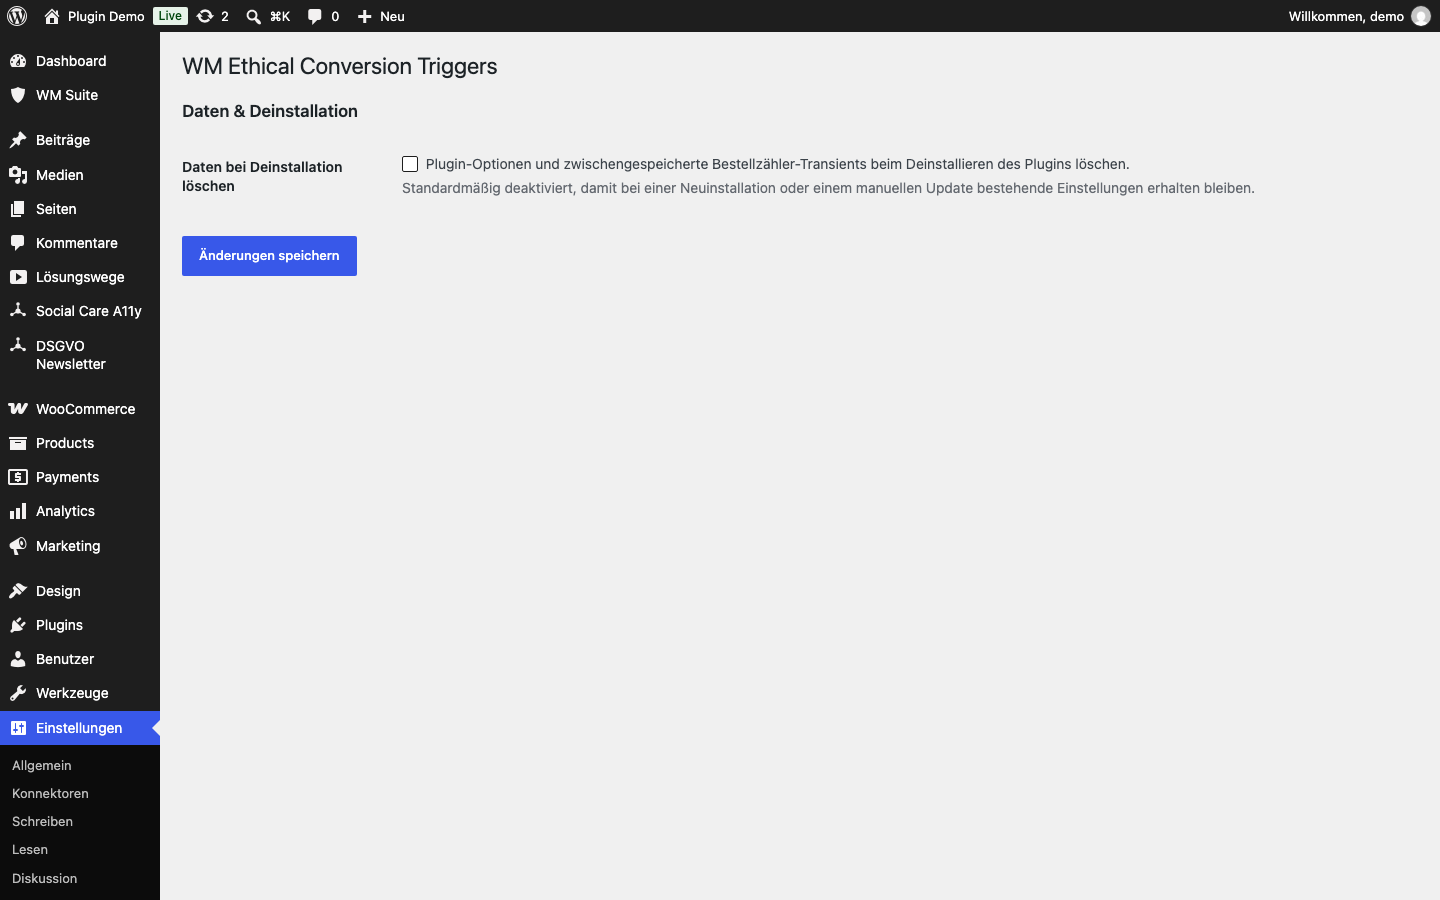 Plugin Demo Live 2 ⌘K 0 Neu Willkommen, demo
Dashboard
WM Suite
Beiträge
Medien
Seiten
Kommentare
Lösungswege
Social Care A11y
DSGVO
Newsletter
WooCommerce
Products
Payments
Analytics
Marketing
Design
Plugins
Benutzer
Werkzeuge
Einstellungen
Allgemein
Konnektoren
Schreiben
Lesen
Diskussion
WM Ethical Conversion Triggers
Daten & Deinstallation
Daten bei Deinstallation
löschen
Plugin-Optionen und zwischengespeicherte Bestellzähler-Transients beim Deinstallieren des Plugins löschen.
Standardmäßig deaktiviert, damit bei einer Neuinstallation oder einem manuellen Update bestehende Einstellungen erhalten bleiben.
Änderungen speichern